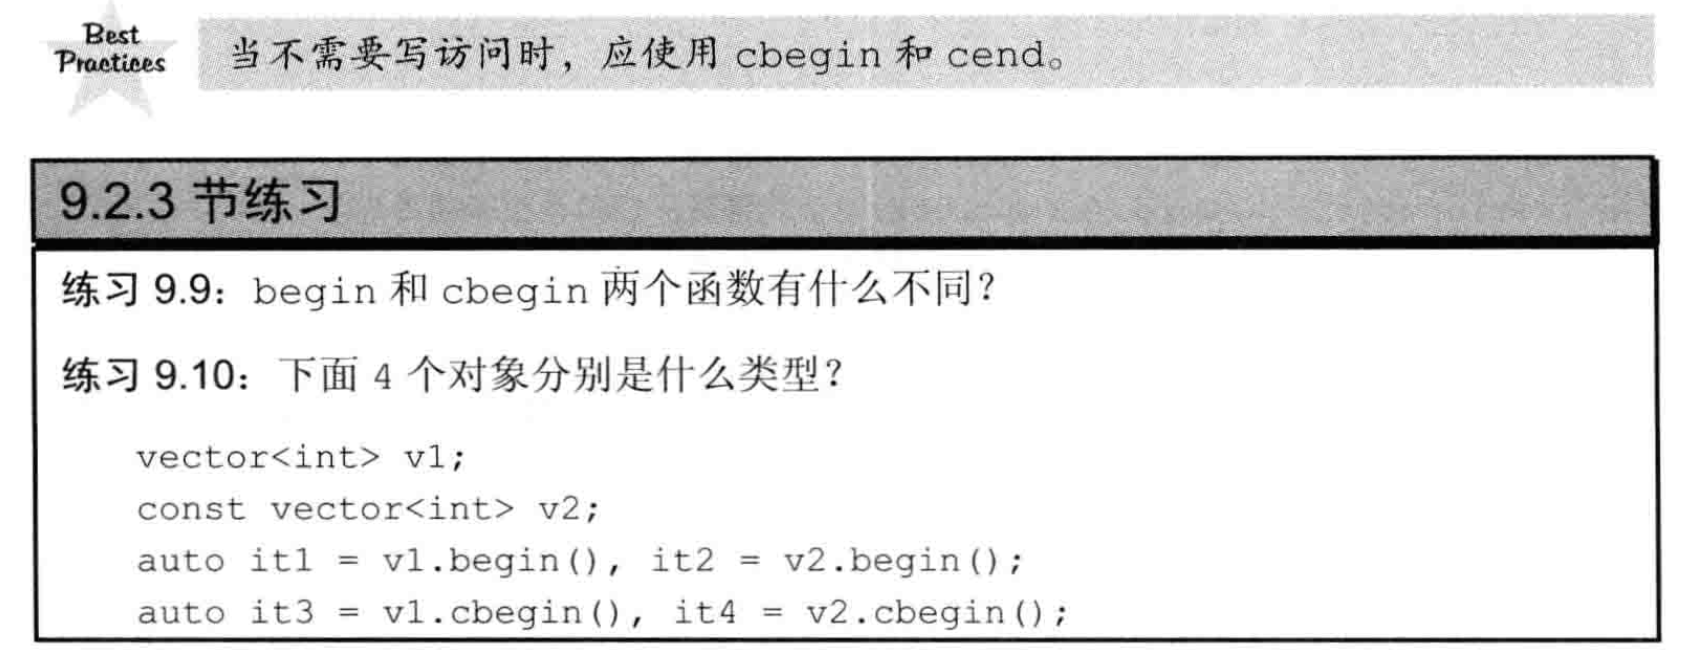 Best
Practices
当不需要写访问时，应使用 cbegin 和 cend。
9.2.3 节练习
练习 9.9：begin 和 cbegin 两个函数有什么不同？
练习 9.10：下面 4 个对象分别是什么类型？
vector<int> v1;
const vector<int> v2;
auto it1 = v1.begin(), it2 = v2.begin();
auto it3 = v1.cbegin(), it4 = v2.cbegin();